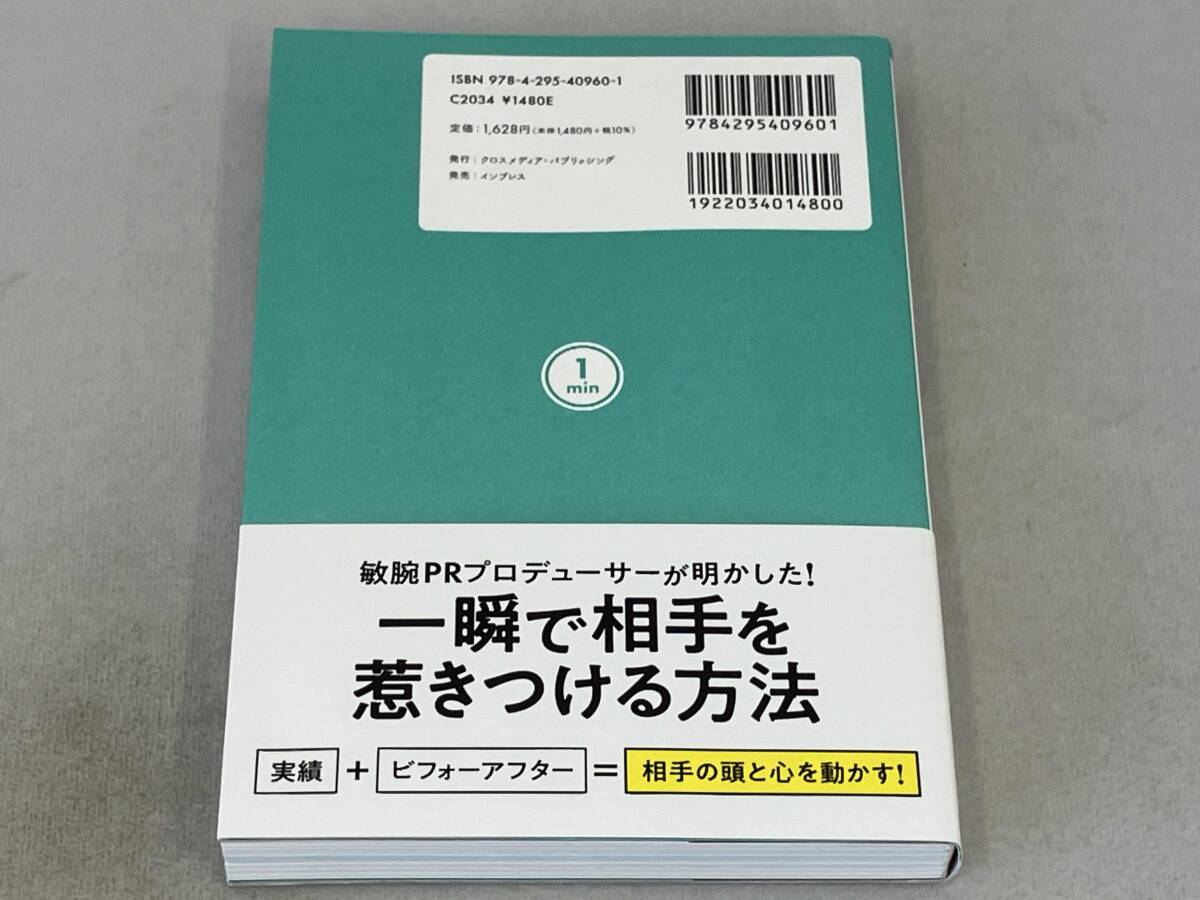 ISBN 978-4-295-40960-1
C2034 ¥1480E
定価:1,628円(本体1,480円+税10%)
発行:クロスメディア・パブリッシング
発売:インプレス
9784295409601
1922034014800
1
min
敏腕PRプロデューサーが明かした!
一瞬で相手を
惹きつける方法
実績 + ビフォーアフター = 相手の頭と心を動かす!